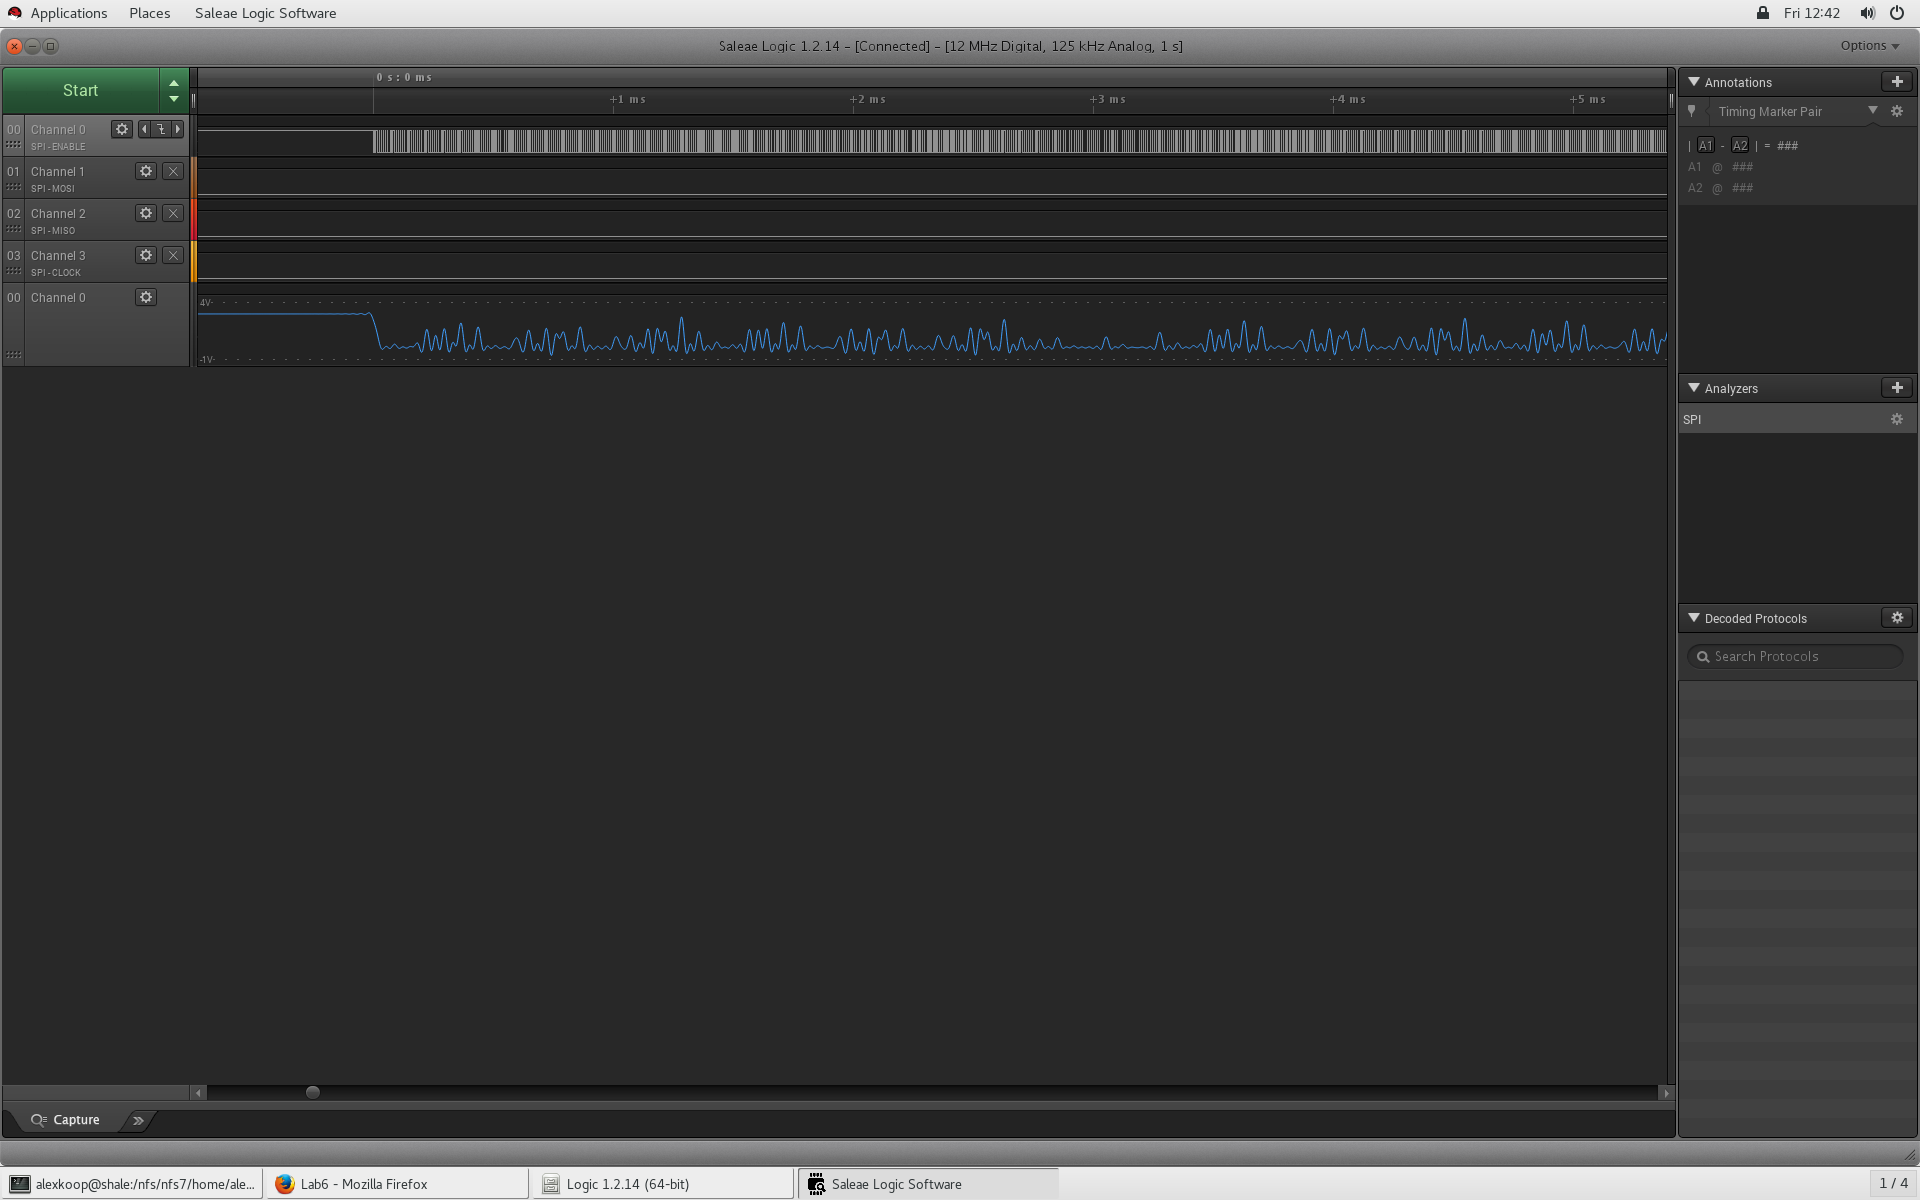 Applications Places Saleae Logic Software Fri 12:42
Saleae Logic 1.2.14 - [Connected] - [12 MHz Digital, 125 kHz Analog, 1 s] Options
Start
0 s : 0 ms
+1 ms +2 ms +3 ms +4 ms +5 ms
00 Channel 0
SPI - ENABLE
01 Channel 1
SPI - MOSI
02 Channel 2
SPI - MISO
03 Channel 3
SPI - CLOCK
00 Channel 0
4V
-1V
Annotations
Timing Marker Pair
| A1 - A2 | = ###
A1 @ ###
A2 @ ###
Analyzers
SPI
Decoded Protocols
Search Protocols
Capture
alexkoop@shale:/nfs/nfs7/home/ale... Lab6 - Mozilla Firefox Logic 1.2.14 (64-bit) Saleae Logic Software 1 / 4